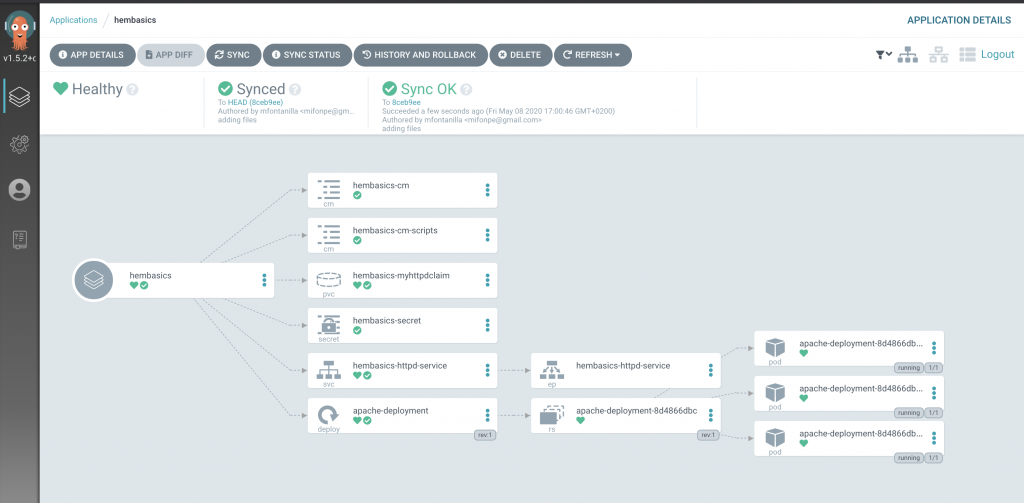 Applications / hembasics
APPLICATION DETAILS
v1.5.2+c
APP DETAILS
APP DIFF
SYNC
SYNC STATUS
HISTORY AND ROLLBACK
DELETE
REFRESH
Logout
Healthy
Synced
To HEAD (8ceb9ee)
Authored by mfontanilla <mifonpe@gm...
adding files
Sync OK
To 8ceb9ee
Succeeded a few seconds ago (Fri May 08 2020 17:00:46 GMT+0200)
Authored by mfontanilla <mifonpe@gmail.com>
adding files
hembasics
hembasics-cm
cm
hembasics-cm-scripts
cm
hembasics-myhttpdclaim
pvc
hembasics-secret
secret
hembasics-httpd-service
svc
apache-deployment
deploy
rev:1
hembasics-httpd-service
ep
apache-deployment-8d4866dbc
rs
rev:1
apache-deployment-8d4866db...
pod
running
1/1
apache-deployment-8d4866db...
pod
running
1/1
apache-deployment-8d4866db...
pod
running
1/1